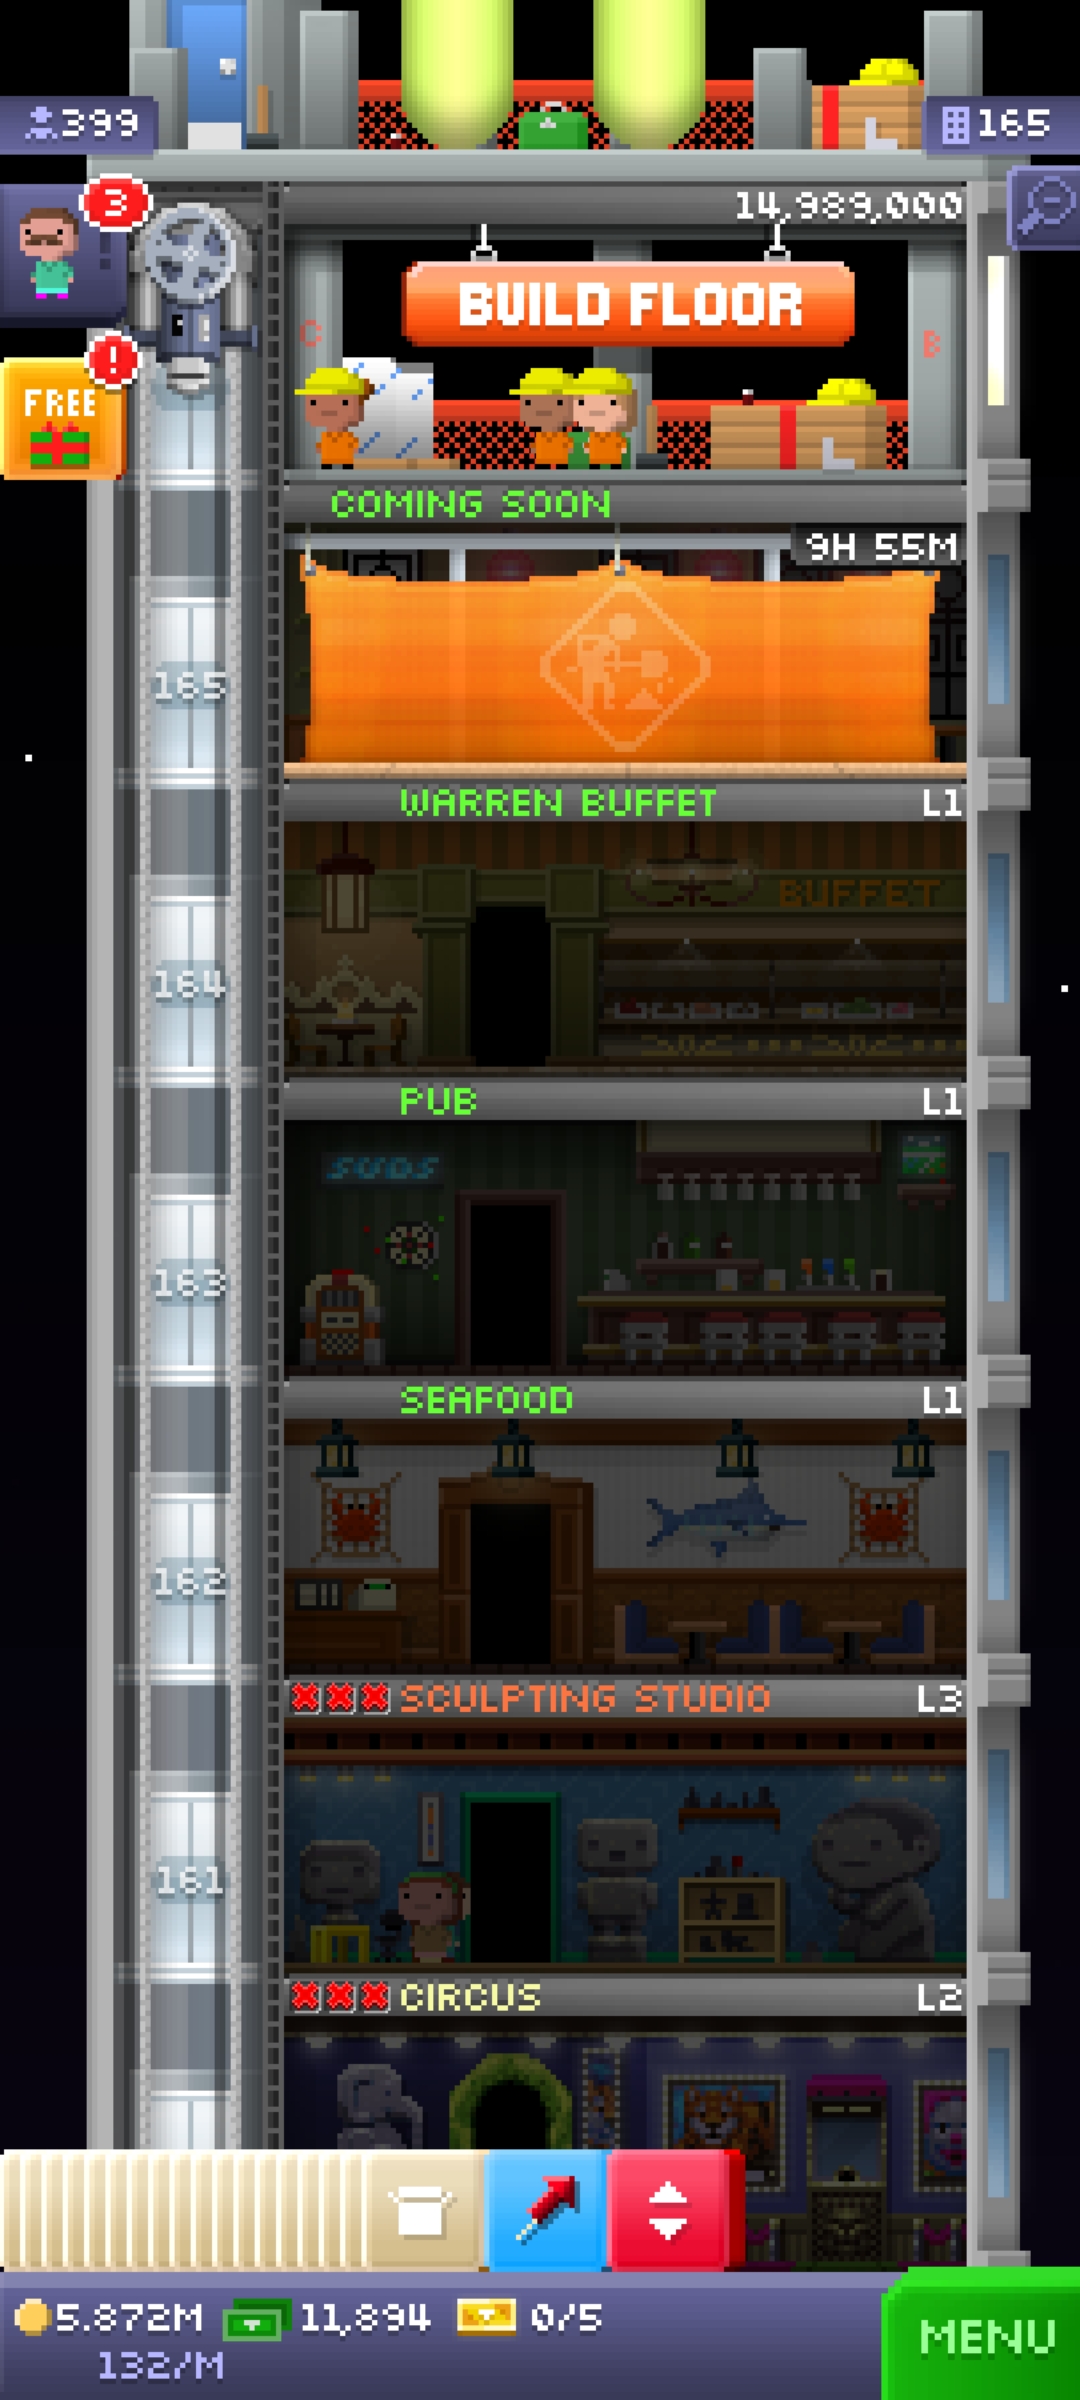 399
165
3
14,989,000
BUILD FLOOR
C
B
!
FREE
COMING SOON
9H 55M
165
WARREN BUFFET L1
BUFFET
164
PUB L1
SUDS
163
SEAFOOD L1
162
SCULPTING STUDIO L3
161
CIRCUS L2
5.872M 11,894 0/5
MENU
132/M